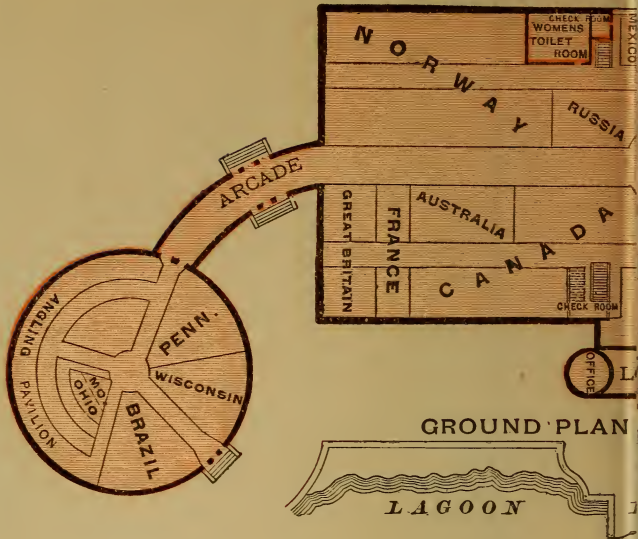 CHECK ROOM
WOMENS
TOILET
ROOM
MEXICO
NORWAY
RUSSIA
ARCADE
GREAT BRITAIN
FRANCE
AUSTRALIA
CANADA
CHECK ROOM
OFFICE
ANGLING PAVILION
PENN.
WISCONSIN
MO.
OHIO
BRAZIL
GROUND PLAN
LAGOON